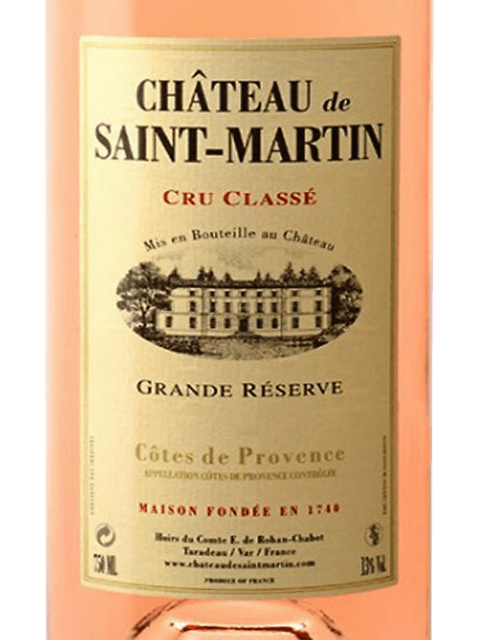 CHÂTEAU de
SAINT-MARTIN
CRU CLASSÉ
Mis en Bouteille au Château
GRANDE RÉSERVE
Côtes de Provence
APPELLATION CÔTES DE PROVENCE CONTRÔLÉE
MAISON FONDÉE EN 1740
Hoirs du Comte E. de Rohan-Chabot
Taradeau / Var / France
750 ML
www.chateaudesaintmartin.com
13% Vol.
PRODUCE OF FRANCE